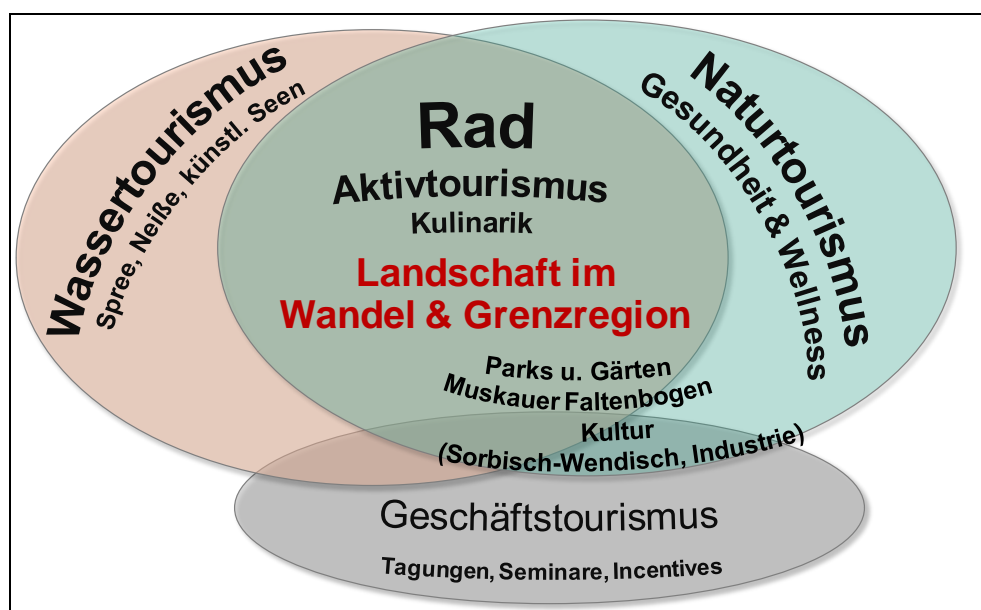 Wassertourismus
Spree, Neiße, künstl. Seen
Rad
Aktivtourismus
Kulinarik
Landschaft im
Wandel & Grenzregion
Naturtourismus
Gesundheit & Wellness
Parks u. Gärten
Muskauer Faltenbogen
Kultur
(Sorbisch-Wendisch, Industrie)
Geschäftstourismus
Tagungen, Seminare, Incentives